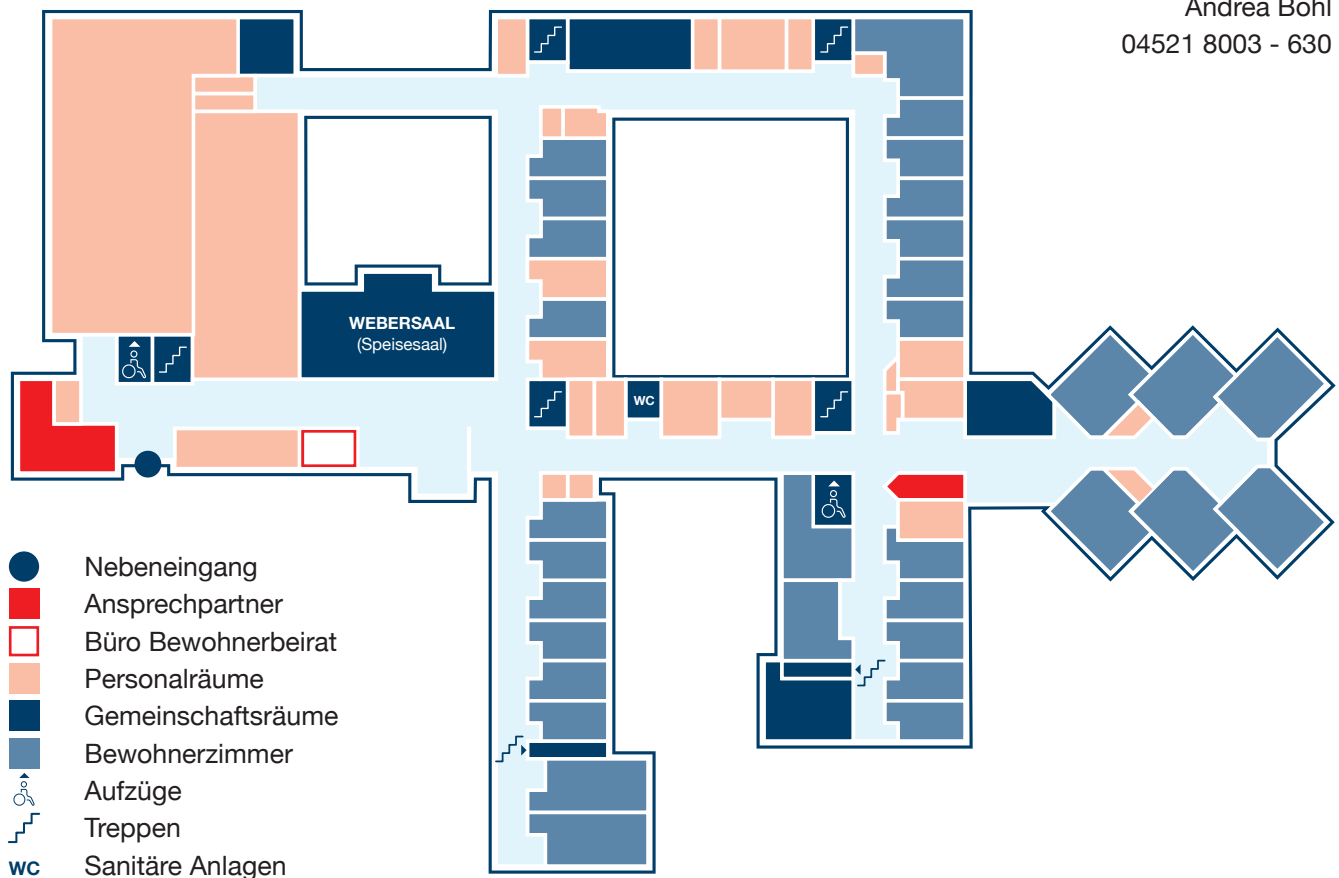 Andrea Bohl
04521 8003 - 630
WEBERSAAL
(Speisesaal)
WC
Nebeneingang
Ansprechpartner
Büro Bewohnerbeirat
Personalräume
Gemeinschaftsräume
Bewohnerzimmer
Aufzüge
Treppen
WC Sanitäre Anlagen